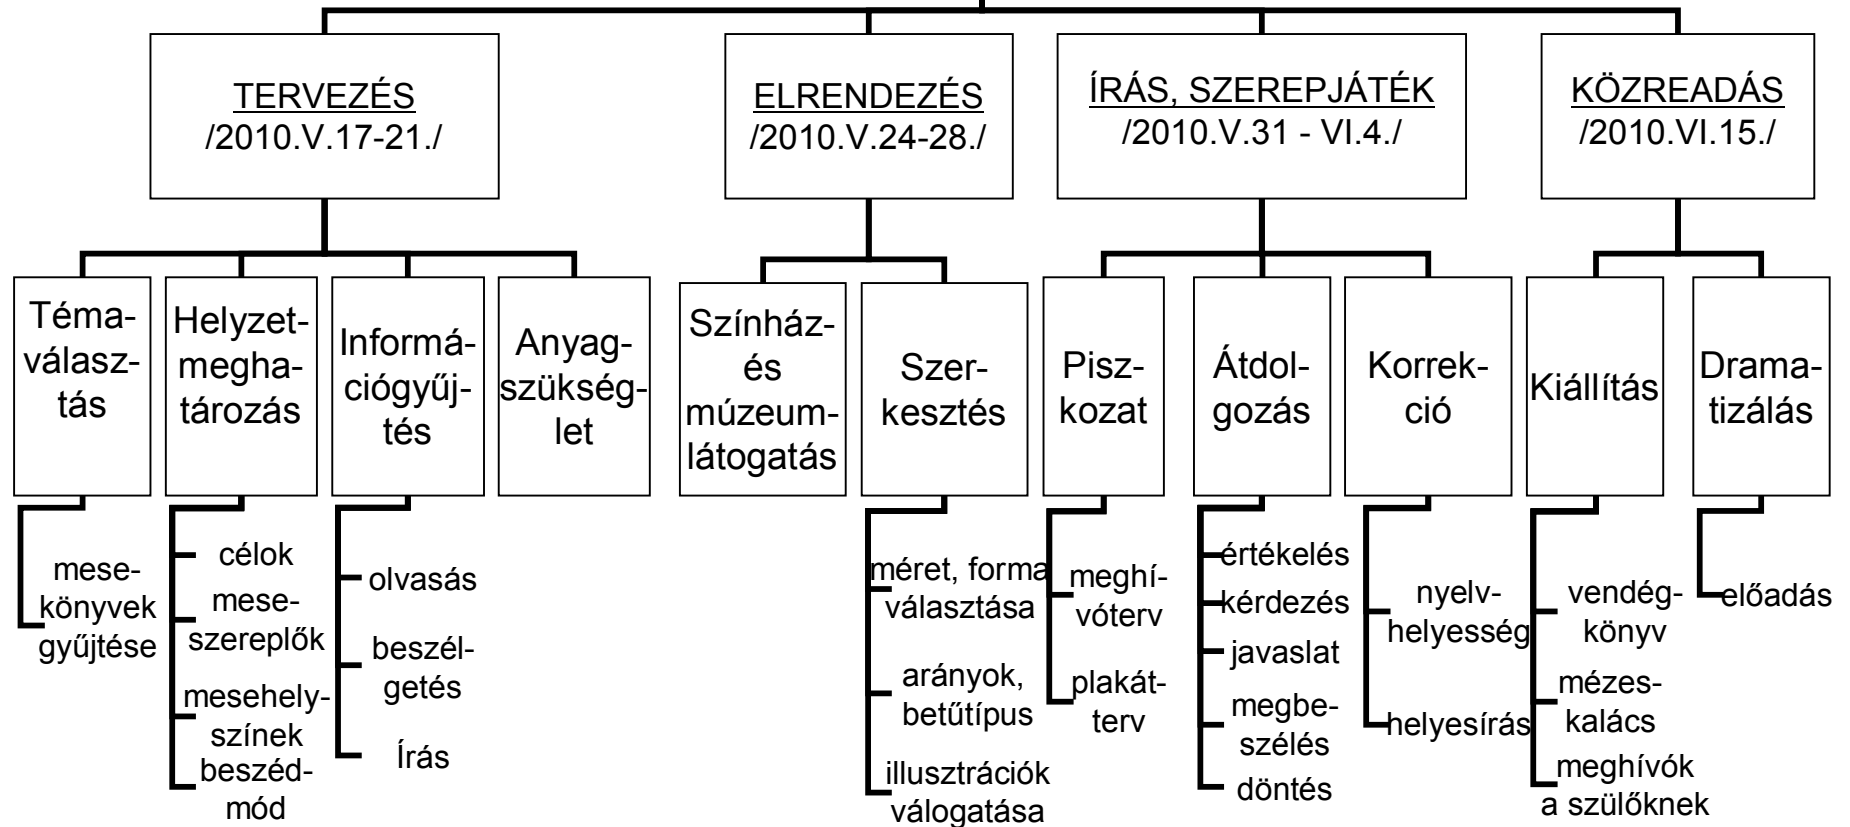 TERVEZÉS
/2010.V.17-21./
ELRENDEZÉS
/2010.V.24-28./
ÍRÁS, SZEREPJÁTÉK
/2010.V.31 - VI.4./
KÖZREADÁS
/2010.VI.15./
Téma-
válasz-
tás
Helyzet-
megha-
tározás
Informá-
ciógyűj-
tés
Anyag-
szükség-
let
Színház-
és
múzeum-
látogatás
Szer-
kesztés
Pisz-
kozat
Átdol-
gozás
Korrek-
ció
Kiállítás
Drama-
tizálás
mese-
könyvek
gyűjtése
célok
mese-
szereplők
mesehely-
színek
beszéd-
mód
olvasás
beszél-
getés
Írás
méret, forma
választása
arányok,
betűtípus
illusztrációk
válogatása
meghí-
vóterv
plakát-
terv
értékelés
kérdezés
javaslat
megbe-
szélés
döntés
nyelv-
helyesség
helyesírás
vendég-
könyv
mézes-
kalács
meghívók
a szülőknek
előadás